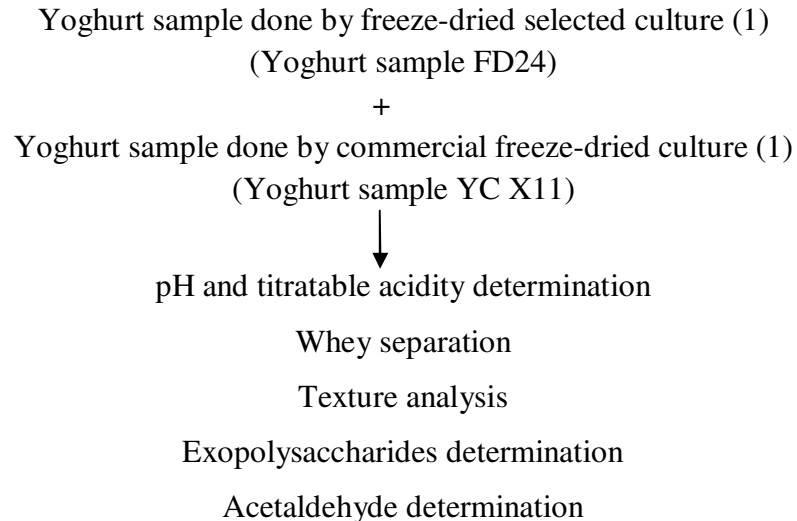 Yoghurt sample done by freeze-dried selected culture (1)
(Yoghurt sample FD24)
+
Yoghurt sample done by commercial freeze-dried culture (1)
(Yoghurt sample YC X11)
pH and titratable acidity determination
Whey separation
Texture analysis
Exopolysaccharides determination
Acetaldehyde determination